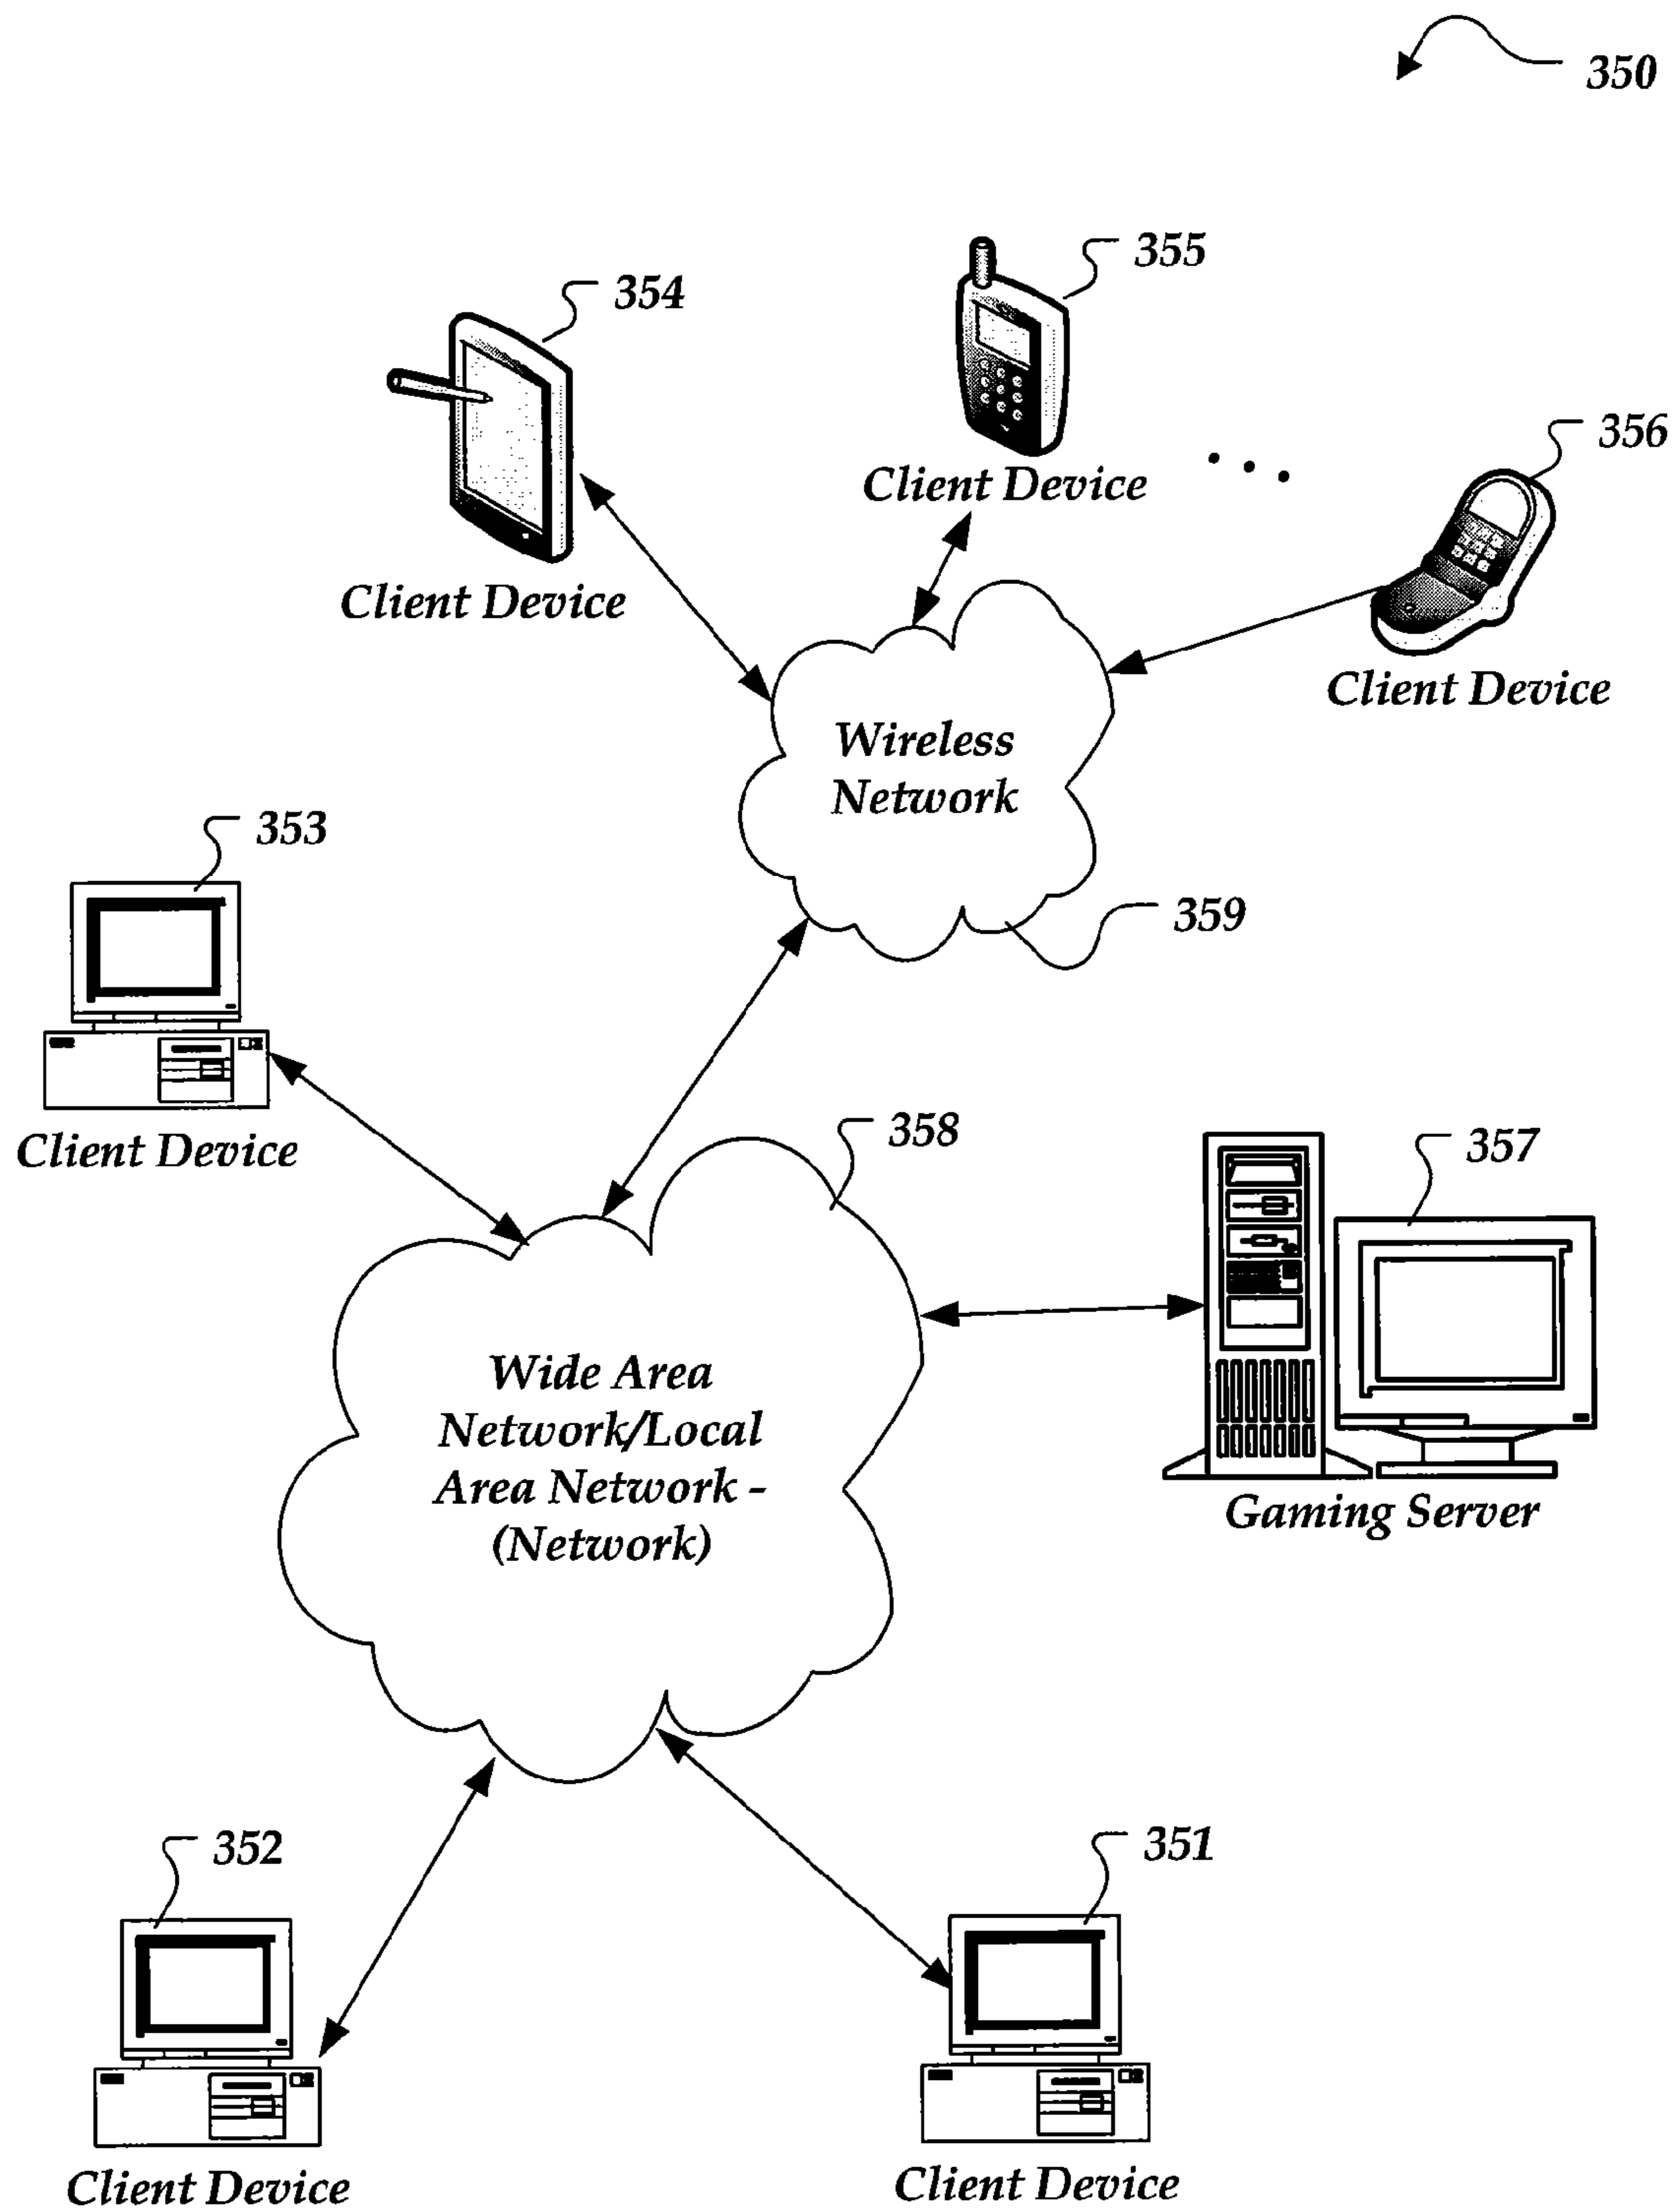 350
355
354
356
Client Device
Client Device
Client Device
Wireless
Network
353
359
358
357
Client Device
Wide Area
Network/Local
Area Network -
(Network)
Gaming Server
352
351
Client Device
Client Device